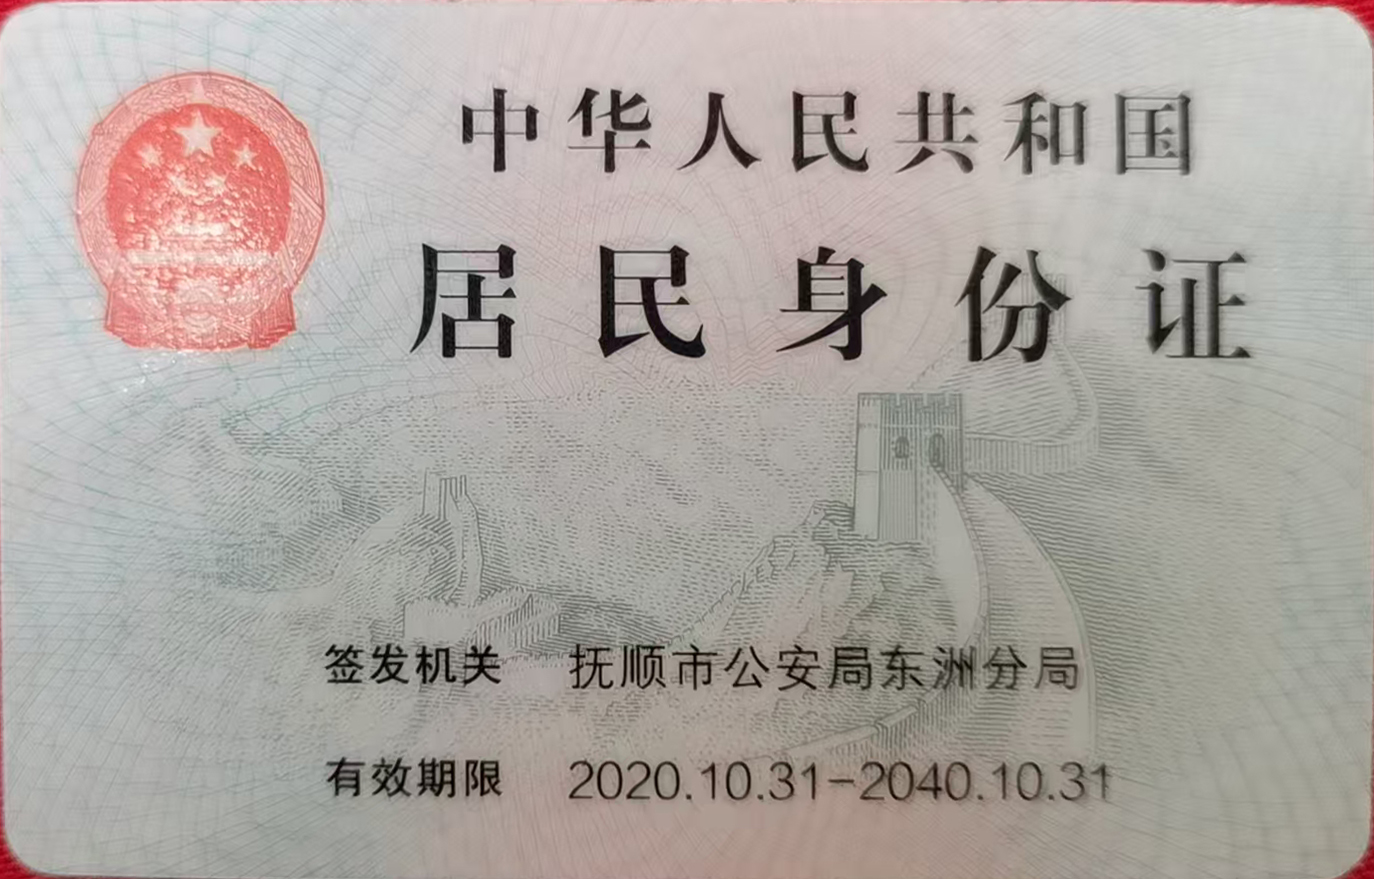 中华人民共和国
居民身份证
签发机关 抚顺市公安局东洲分局
有效期限 2020.10.31-2040.10.31